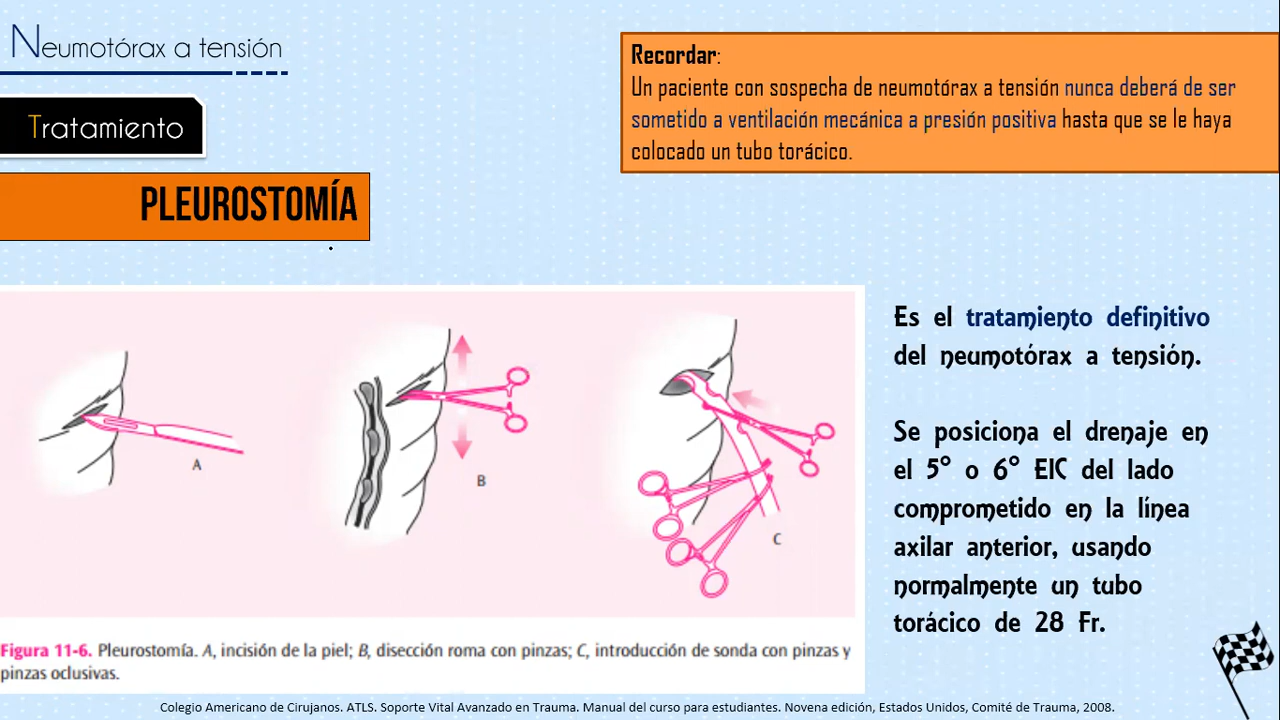 Neumotórax a tensión
Tratamiento
PLEUROSTOMÍA
Recordar:
Un paciente con sospecha de neumotórax a tensión nunca deberá de ser
sometido a ventilación mecánica a presión positiva hasta que se le haya
colocado un tubo torácico.
A
B
C
Figura 11-6. Pleurostomía. A, incisión de la piel; B, disección roma con pinzas; C, introducción de sonda con pinzas y
pinzas oclusivas.
Es el tratamiento definitivo
del neumotórax a tensión.
Se posiciona el drenaje en
el 5° o 6° EIC del lado
comprometido en la línea
axilar anterior, usando
normalmente un tubo
torácico de 28 Fr.
Colegio Americano de Cirujanos. ATLS. Soporte Vital Avanzado en Trauma. Manual del curso para estudiantes. Novena edición, Estados Unidos, Comité de Trauma, 2008.